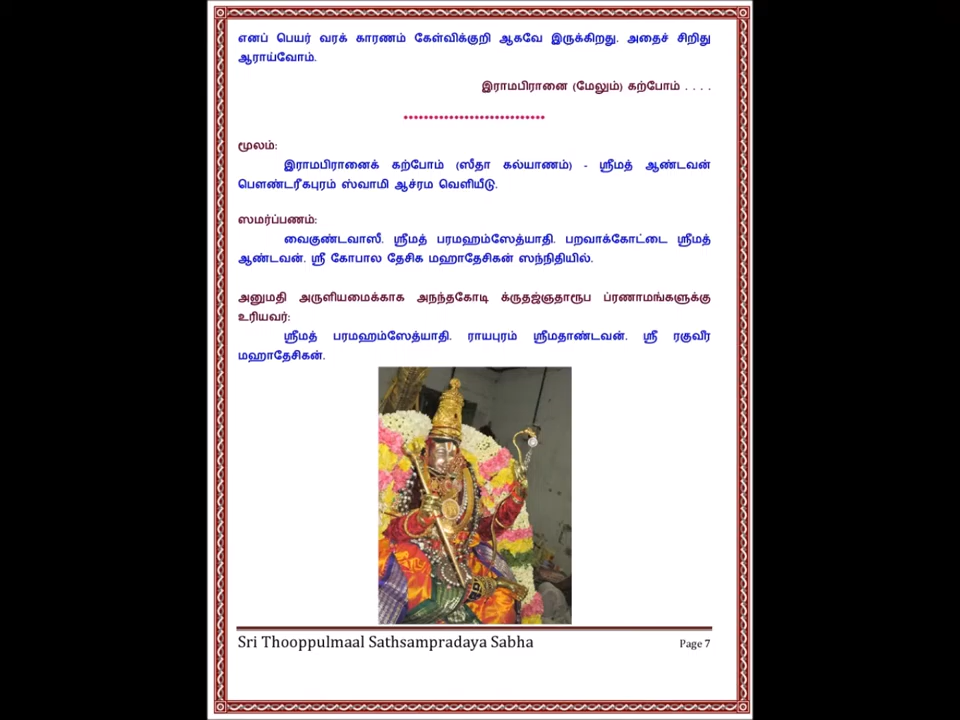 எனப் பெயர் வரக் காரணம் கேள்விக்குறி ஆகவே இருக்கிறது. அதைச் சிறிது
ஆராய்வோம்.
இராமபிரானை (மேலும்) கற்போம் . . . .
****************************
மூலம்:
இராமபிரானைக் கற்போம் (ஸீதா கல்யாணம்) - ஸ்ரீமத் ஆண்டவன்
பௌண்டரீகபுரம் ஸ்வாமி ஆச்ரம வெளியீடு.
ஸமர்ப்பணம்:
வைகுண்டவாஸீ. ஸ்ரீமத் பரமஹம்ஸேத்யாதி. பறவாக்கோட்டை ஸ்ரீமத்
ஆண்டவன். ஸ்ரீ கோபால தேசிக மஹாதேசிகன் ஸந்நிதியில்.
அனுமதி அருளியமைக்காக அநந்தகோடி க்ருதஜ்ஞதாரூப ப்ரணாமங்களுக்கு
உரியவர்:
ஸ்ரீமத் பரமஹம்ஸேத்யாதி. ராயபுரம் ஸ்ரீமதாண்டவன். ஸ்ரீ ரகுவீர
மஹாதேசிகன்.
Sri Thooppulmaal Sathsampradaya Sabha Page 7